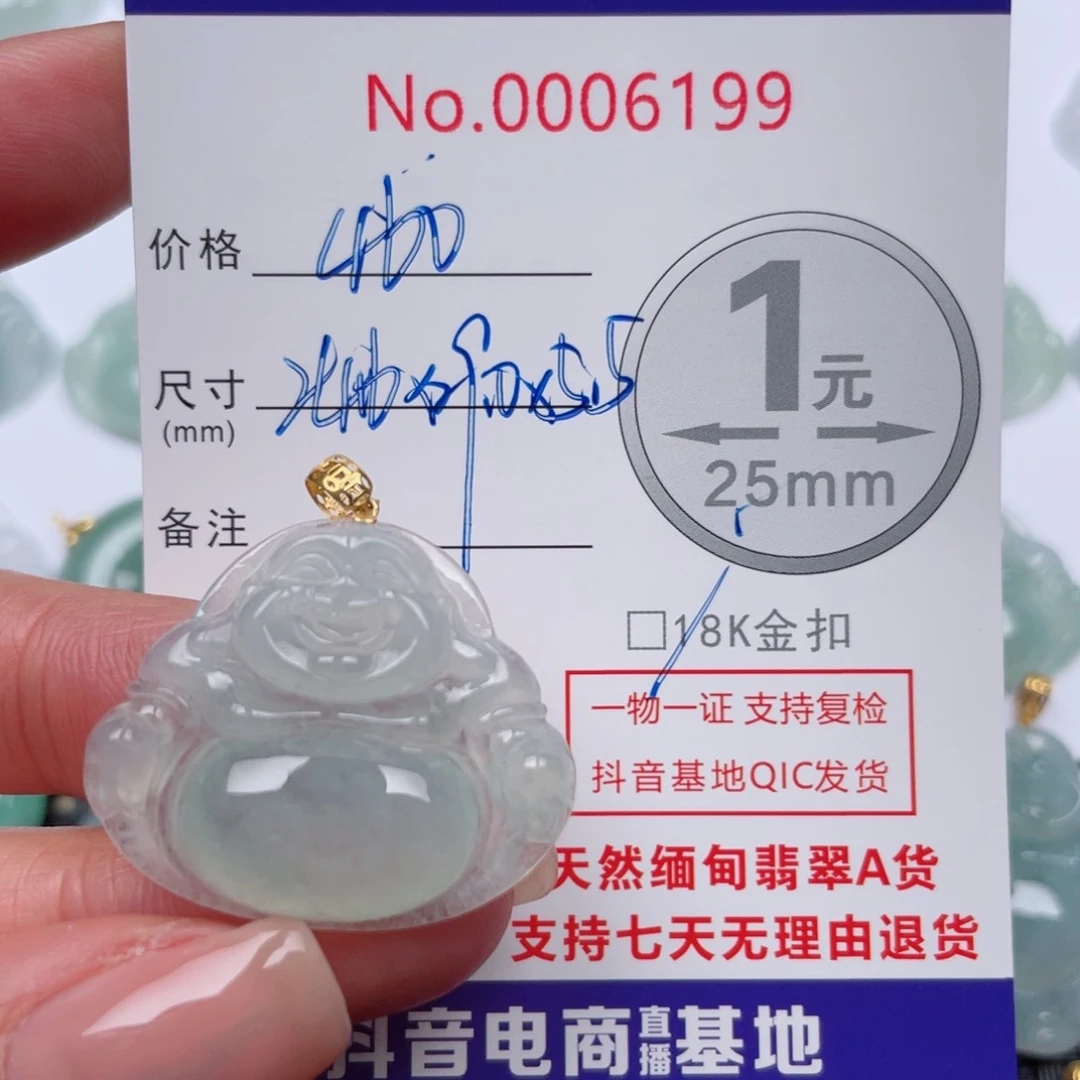 No.0006199
价格
1
元
尺寸
(mm)
25mm
备注
18K金扣
一物一证 支持复检
抖音基地QIC发货
天然缅甸翡翠A货
支持七天无理由退货
抖音电商直播基地